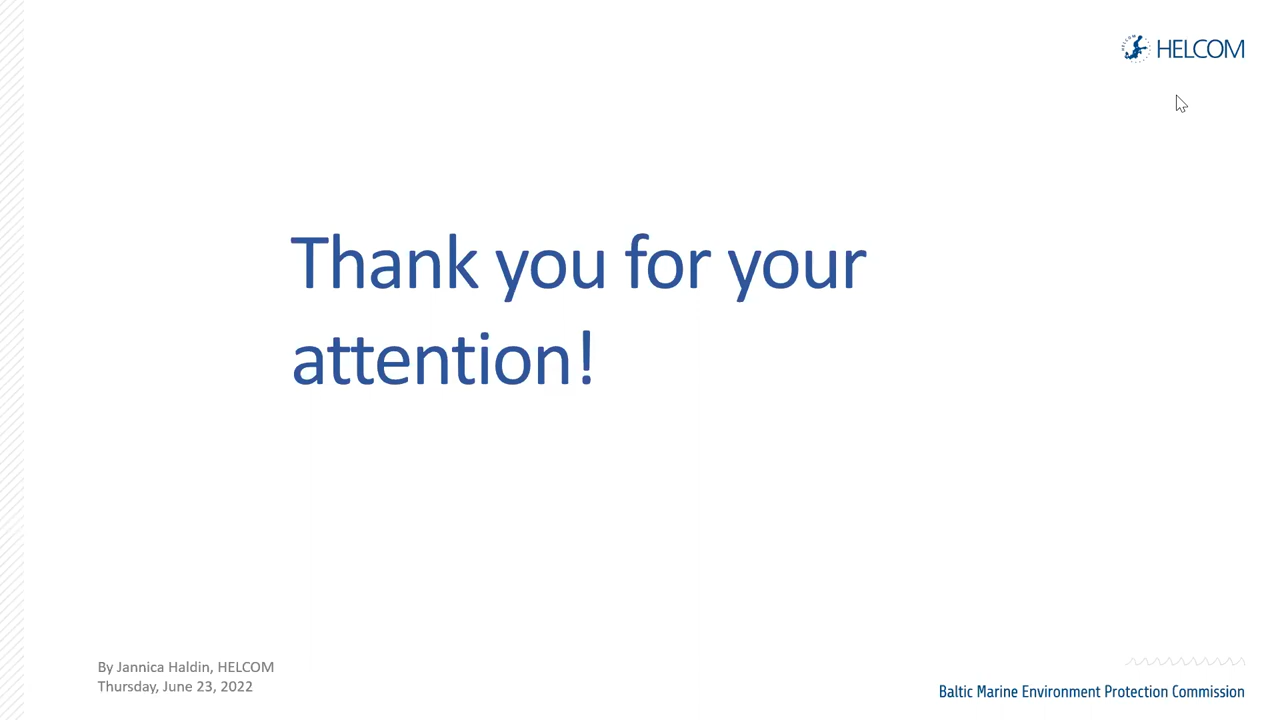 HELCOM
Thank you for your
attention!
By Jannica Haldin, HELCOM
Thursday, June 23, 2022
Baltic Marine Environment Protection Commission